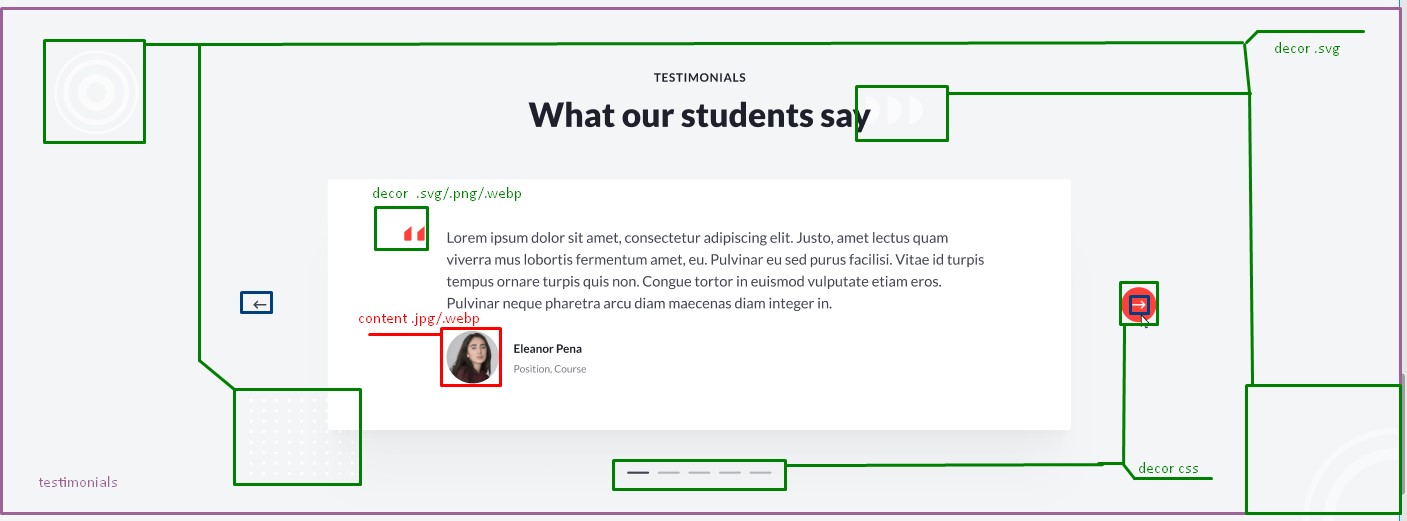 decor .svg
TESTIMONIALS
What our students say
decor .svg/.png/.webp
Lorem ipsum dolor sit amet, consectetur adipiscing elit. Justo, amet lectus quam
viverra mus lobortis fermentum amet, eu. Pulvinar eu sed purus facilisi. Vitae id turpis
tempus ornare turpis quis non. Congue tortor in euismod vulputate etiam eros.
Pulvinar neque pharetra arcu diam maecenas diam integer in.
content .jpg/.webp
Eleanor Pena
Position, Course
decor css
testimonials